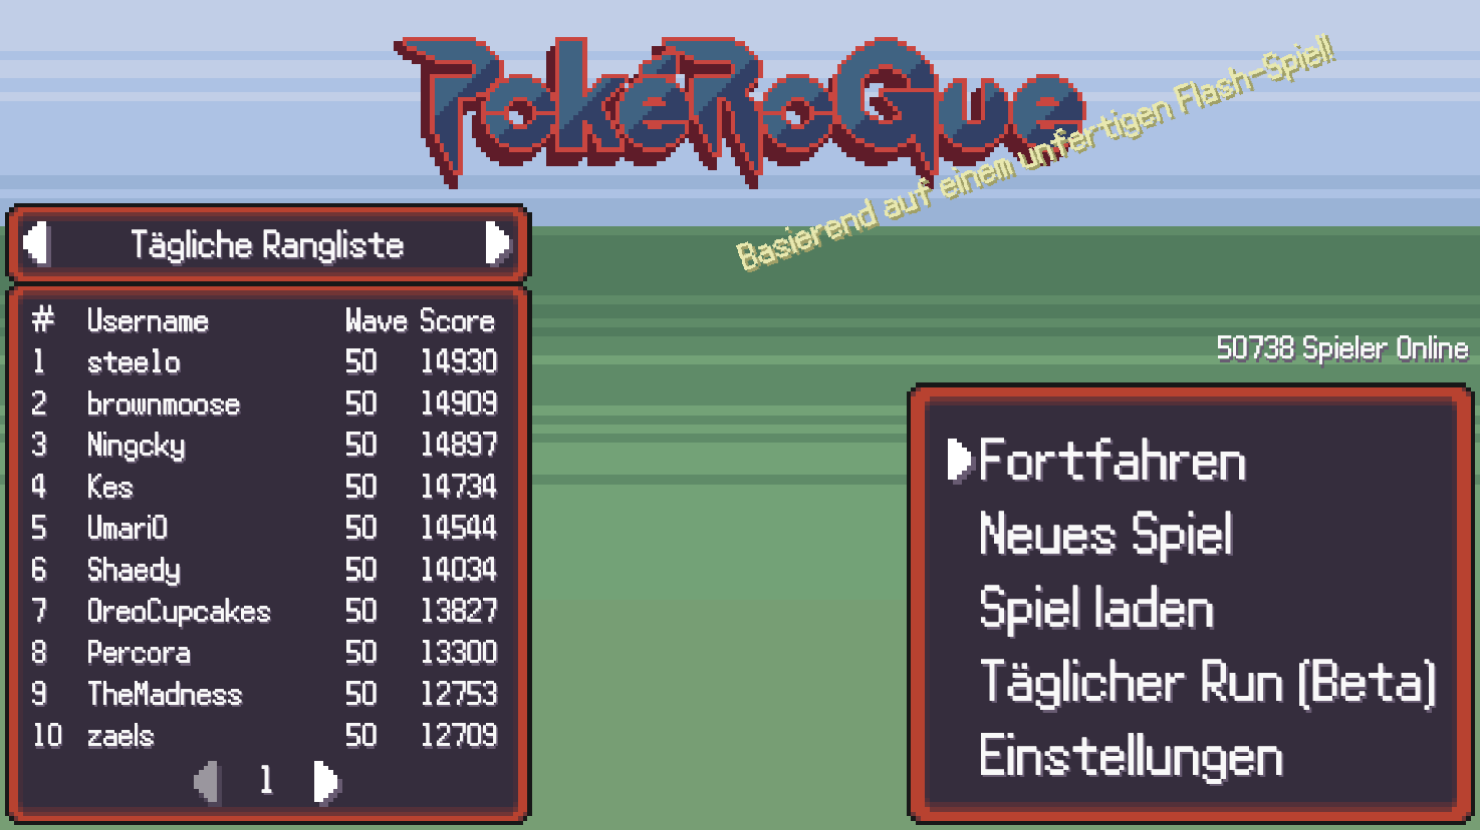 PokéRogue
Basierend auf einem unfertigen Flash-Spiel!
Tägliche Rangliste
# Username Wave Score
1 steelo 50 14930
2 brownmoose 50 14909
3 Ningcky 50 14897
4 Kes 50 14734
5 UmariO 50 14544
6 Shaedy 50 14034
7 OreoCupcakes 50 13827
8 Percora 50 13300
9 TheMadness 50 12753
10 zaels 50 12709
1
50738 Spieler Online
Fortfahren
Neues Spiel
Spiel laden
Täglicher Run (Beta)
Einstellungen